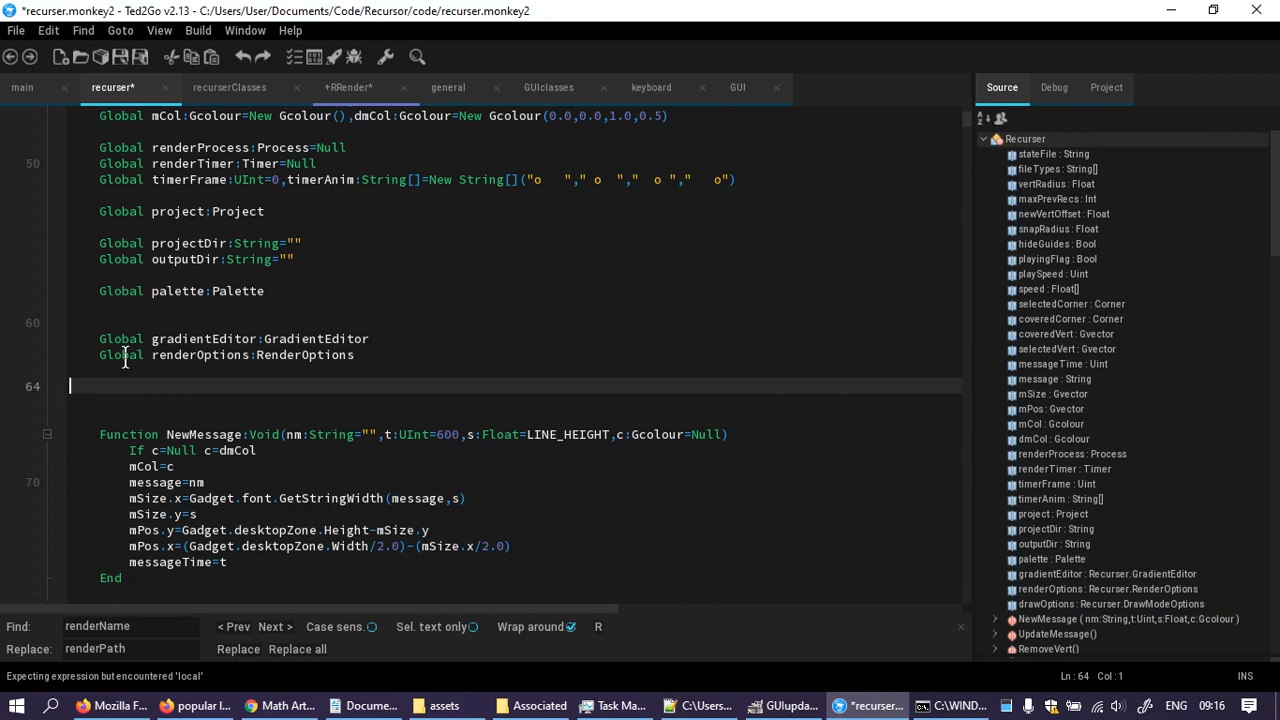 *recurser.monkey2 (C:/Users/User/Documents/Code/Recursor/code/recurser.monkey2) - Ted2Go v2.13
File Edit Goto View Build Window Help
main recurser* recurserClasses +RRender* general GUIclasses keyboard GUI Source Debug Project
Global mCol:Gcolour=New Gcolour(),dmCol:Gcolour=New Gcolour(0.0,0.0,1.0,0.5)
Global renderProcess:Process=Null
50 Global renderTimer:Timer=Null
Global timerFrame:UInt=0,timerAnim:String[]=New String[]("o   "," o  ","  o ","   o")
Global project:Project
Global projectDir:String=""
Global outputDir:String=""
Global palette:Palette
60
Global gradientEditor:GradientEditor
Global renderOptions:RenderOptions
64
Function NewMessage:Void(nm:String="",t:UInt=600,s:Float=LINE_HEIGHT,c:Gcolour=Null)
If c=Null c=dmCol
mCol=c
70 message=nm
mSize.x=Gadget.font.GetStringWidth(message,s)
mSize.y=s
mPos.y=Gadget.desktopZone.Height-mSize.y
mPos.x=(Gadget.desktopZone.Width/2.0)-(mSize.x/2.0)
messageTime=t
End
Recurser
stateFile : String
fileTypes : String[]
vertRadius : Float
maxPrevRecs : Int
newVertOffset : Float
snapRadius : Float
hideGuides : Bool
playingFlag : Bool
playSpeed : Uint
speed : Float[]
selectedCorner : Corner
coveredCorner : Corner
coveredVert : Gvector
selectedVert : Gvector
messageTime : Uint
message : String
mSize : Gvector
mPos : Gvector
mCol : Gcolour
dmCol : Gcolour
renderProcess : Process
renderTimer : Timer
timerFrame : Uint
timerAnim : String[]
project : Project
projectDir : String
outputDir : String
palette : Palette
gradientEditor : Recurser.GradientEditor
renderOptions : Recurser.RenderOptions
drawOptions : Recurser.DrawModeOptions
NewMessage ( nm:String,t:Uint,s:Float,c:Gcolour )
UpdateMessage()
RemoveVert()
Find: renderName < Prev Next > Case sens. Sel. text only Wrap around R
Replace: renderPath Replace Replace all
Expecting expression but encountered 'local' Ln : 64 Col : 1 INS
Mozilla F... popular l... Math Art... Docume... assets Associated Task Ma... C:\Users... GUIupda... *recurser... C:\WIND... 09:16